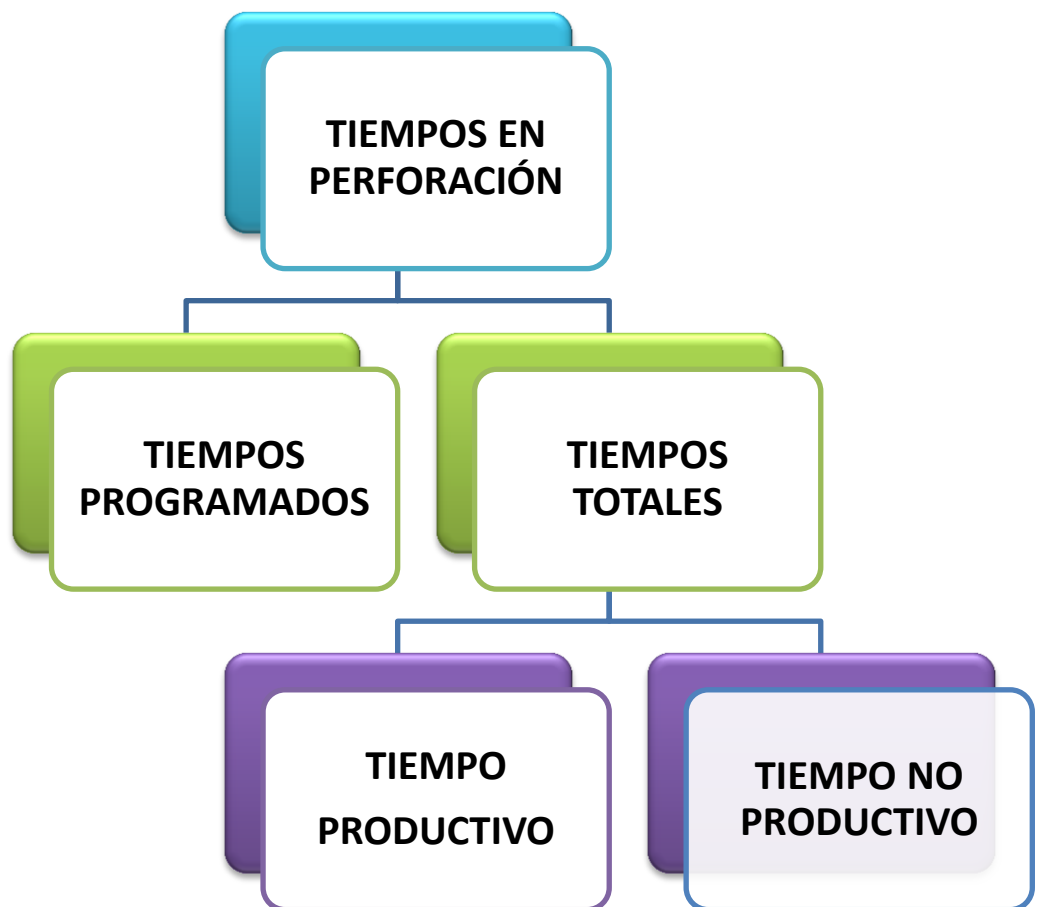 TIEMPOS EN
PERFORACIÓN
TIEMPOS
PROGRAMADOS
TIEMPOS
TOTALES
TIEMPO
PRODUCTIVO
TIEMPO NO
PRODUCTIVO